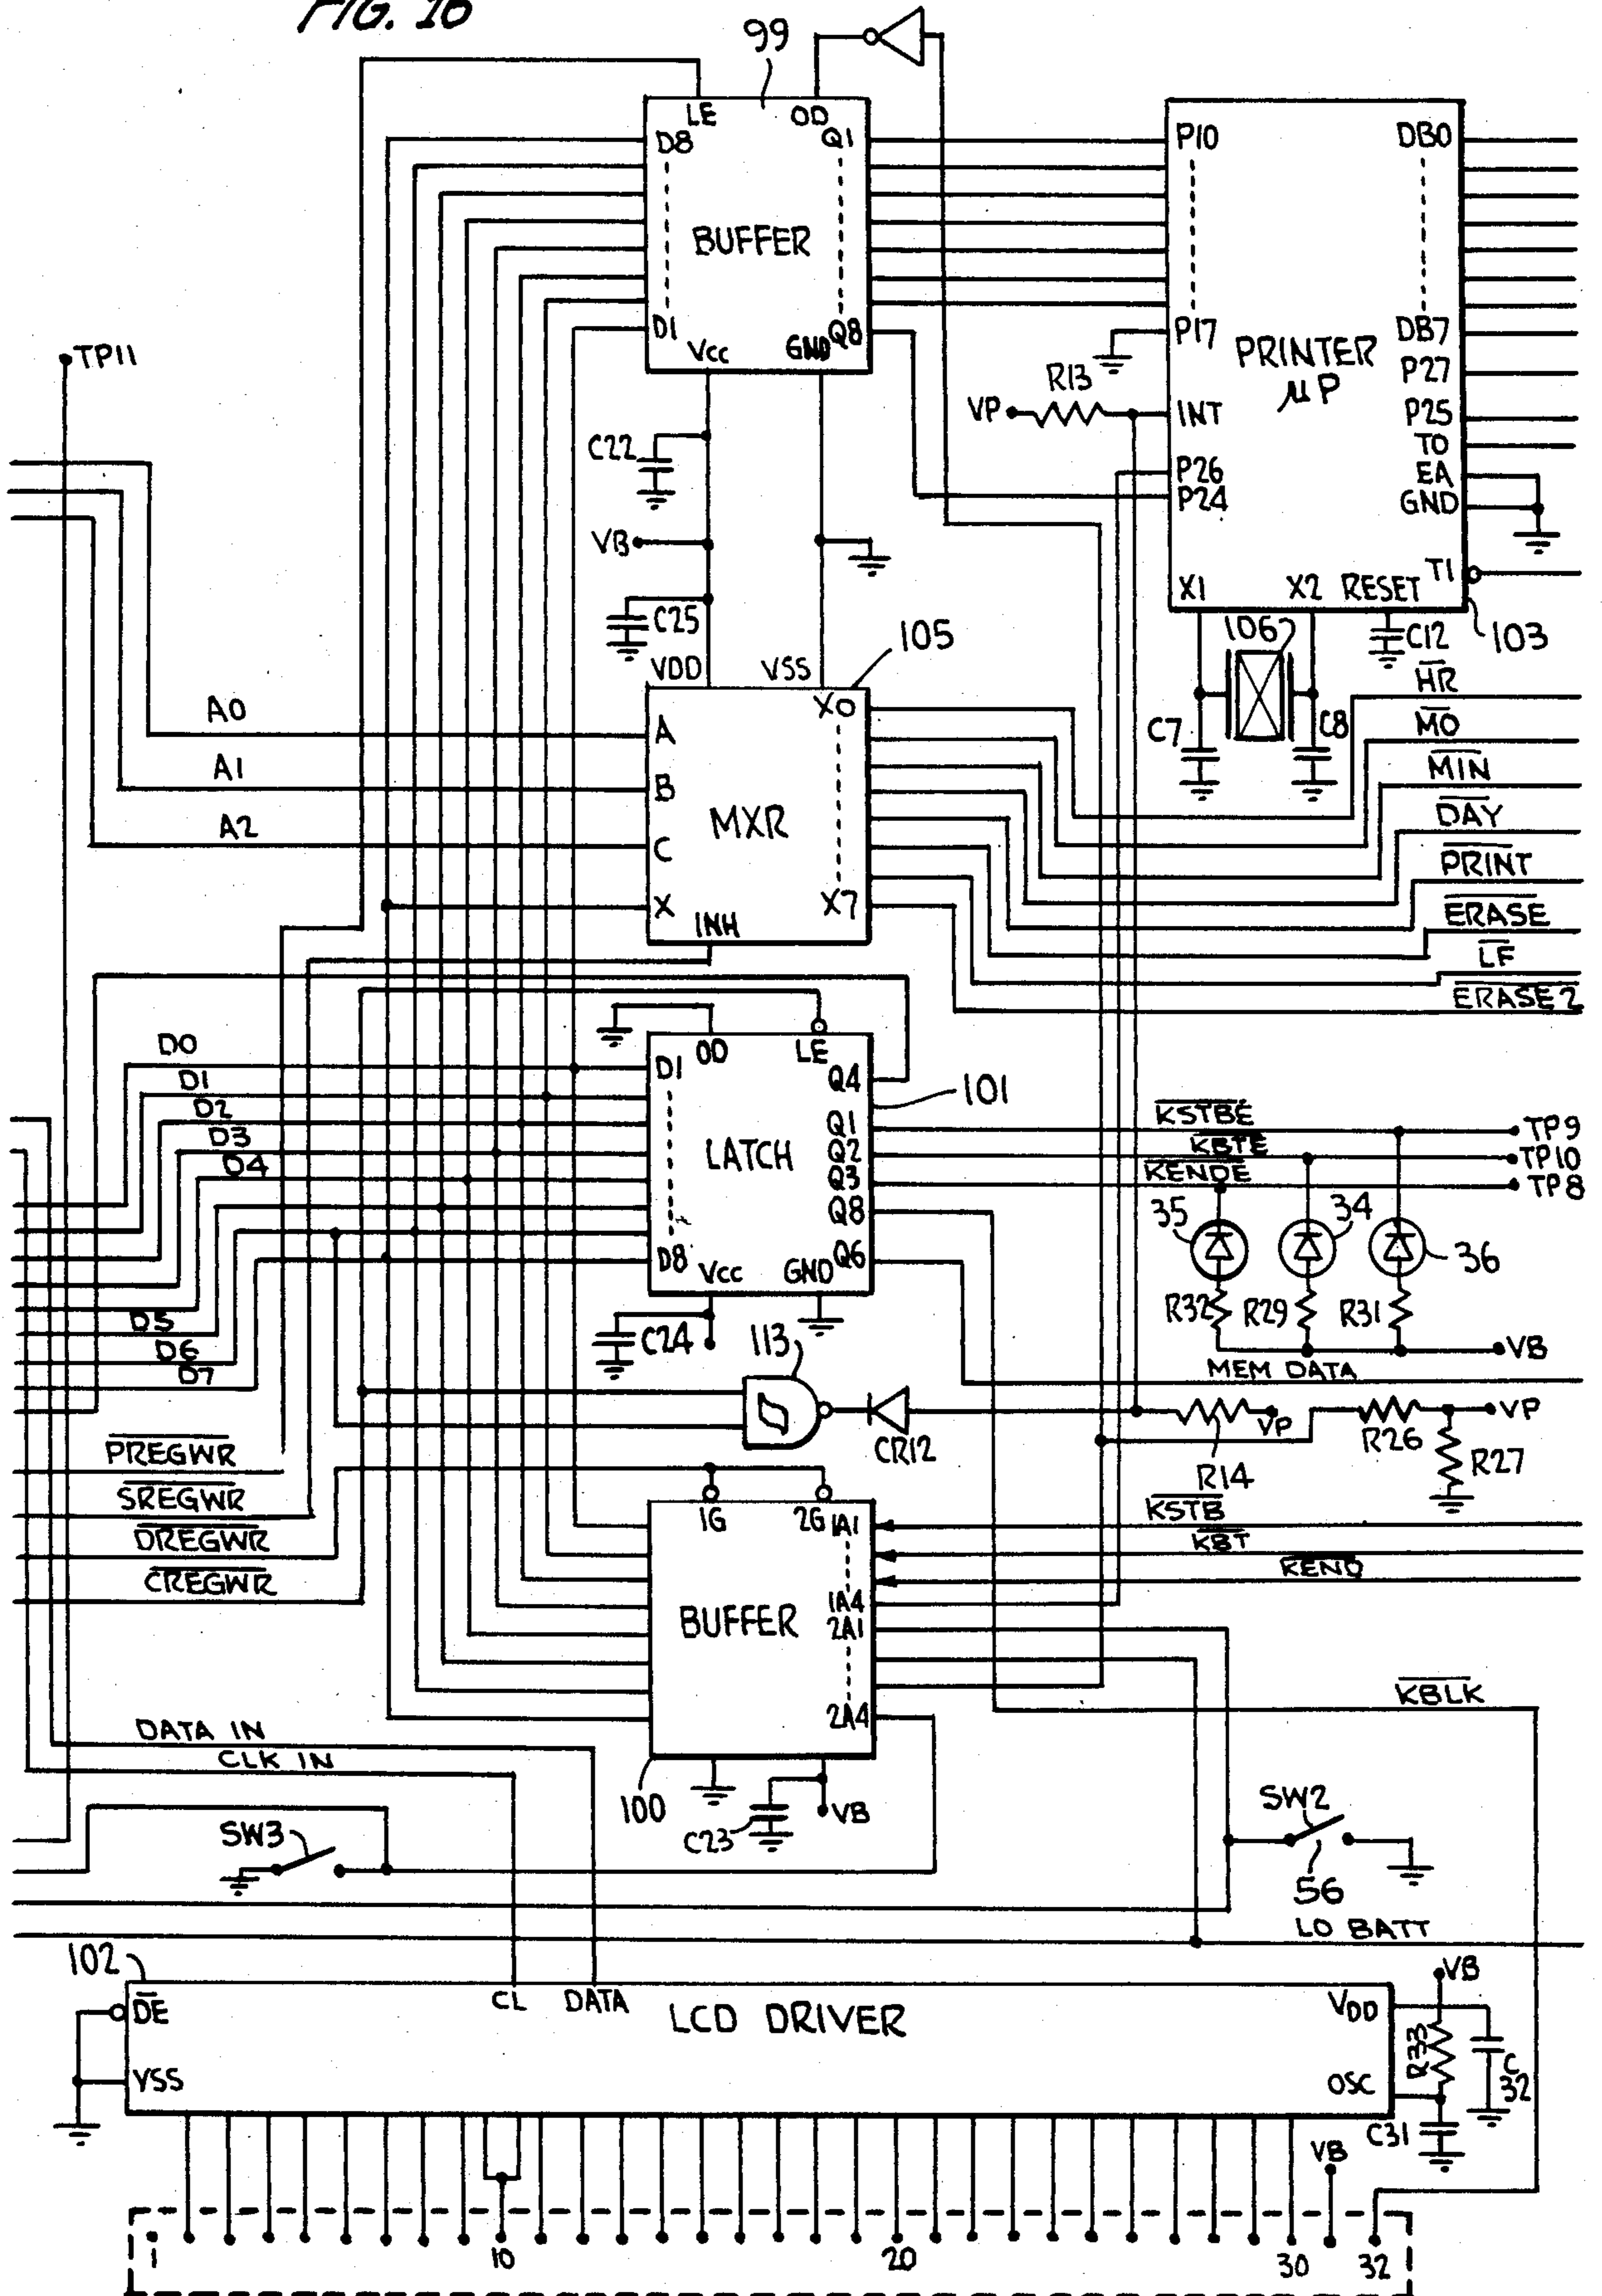 FIG. 16
99
LE OD
D8 Q1 P10 DB0
BUFFER
D1 Q8 P17 DB7
VCC GND
TP11
PRINTER
µP
P27
R13
VP INT P25
T0
C22 P26 EA
P24 GND
VB
T1
X1 X2 RESET
C25 105 106 C12 103
VDD VSS
X0 HR
A0 A C7 C8 MO
A1 B MIN
MXR DAY
A2 C PRINT
X X7 ERASE
INH LF
ERASE2
D0 OD LE
D1 D1 Q4 101
D2 Q1 KSTBE TP9
D3 LATCH Q2 KBTE TP10
D4 Q3 KENDE TP8
Q8 35 34 36
D8 VCC GND Q6
D5 R32 R29 R31
D6 C24 113 VB
D7 MEM DATA
VP VP
PREGWR CR12 R14 R26 R27
SREGWR KSTB
1G 2G 1A1
DREGWR KBT
CREGWR KEND
1A4
BUFFER 2A1
KBLK
DATA IN 2A4
CLK IN
100 VB SW2
SW3 C23
56
LO BATT
102 VB
DE CL DATA LCD DRIVER VDD
R33 C
32
VSS OSC
C31
VB
1 10 20 30 32